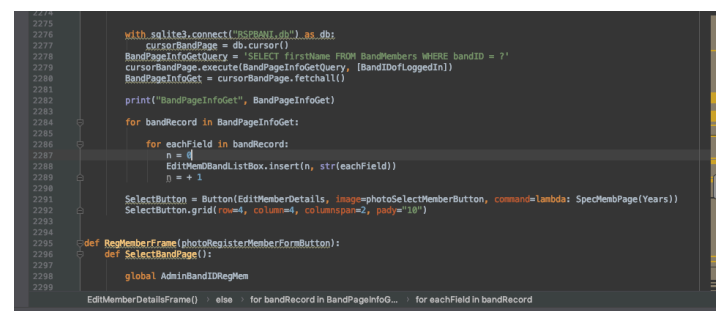 2274
2275
2276 with sqlite3.connect("RSPBANI.db") as db:
2277 cursorBandPage = db.cursor()
2278 BandPageInfoGetQuery = 'SELECT firstName FROM BandMembers WHERE bandID = ?'
2279 cursorBandPage.execute(BandPageInfoGetQuery, [BandIDofLoggedIn])
2280 BandPageInfoGet = cursorBandPage.fetchall()
2281
2282 print("BandPageInfoGet", BandPageInfoGet)
2283
2284 for bandRecord in BandPageInfoGet:
2285
2286 for eachField in bandRecord:
2287 n = 0
2288 EditMemDBandListBox.insert(n, str(eachField))
2289 n = + 1
2290
2291 SelectButton = Button(EditMemberDetails, image=photoSelectMemberButton, command=lambda: SpecMembPage(Years))
2292 SelectButton.grid(row=4, column=4, columnspan=2, pady="10")
2293
2294
2295 def RegMemberFrame(photoRegisterMemberFormButton):
2296 def SelectBandPage():
2297
2298 global AdminBandIDRegMem
2299
EditMemberDetailsFrame() › else › for bandRecord in BandPageInfoG... › for eachField in bandRecord